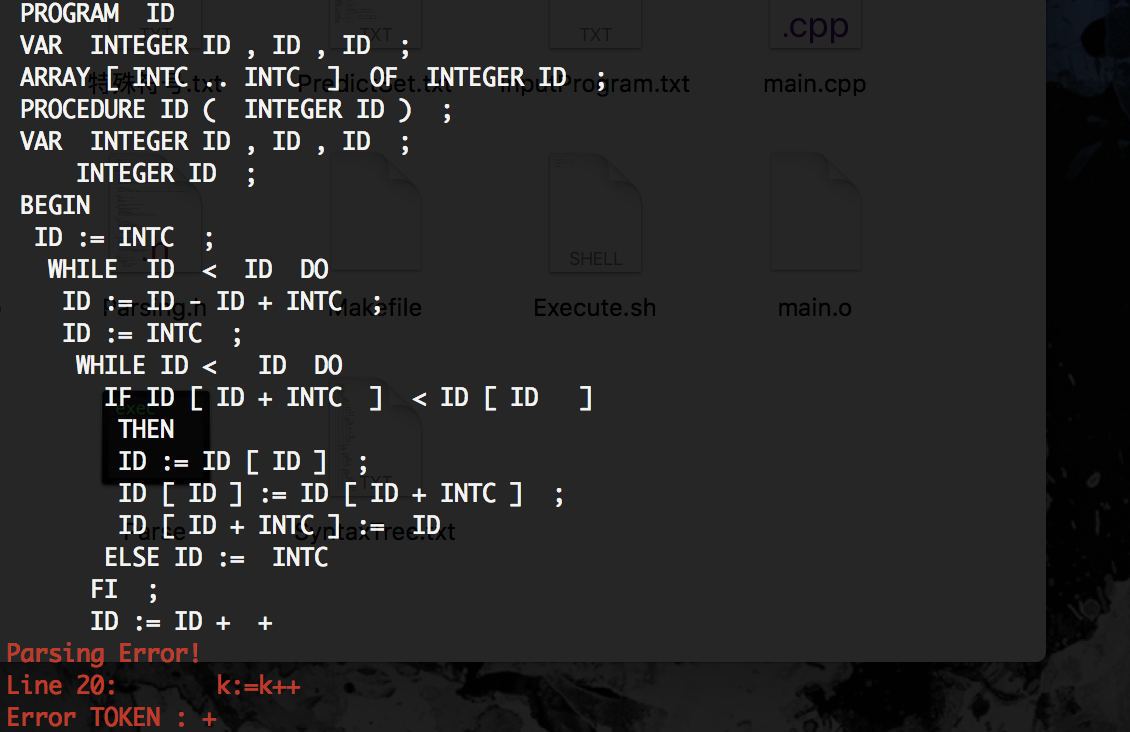 PROGRAM ID
VAR INTEGER ID , ID , ID ;
ARRAY [ INTC .. INTC ] OF INTEGER ID ;
PROCEDURE ID ( INTEGER ID ) ;
VAR INTEGER ID , ID , ID ;
INTEGER ID ;
BEGIN
ID := INTC ;
WHILE ID < ID DO
ID := ID - ID + INTC ;
ID := INTC ;
WHILE ID < ID DO
IF ID [ ID + INTC ] < ID [ ID ]
THEN
ID := ID [ ID ] ;
ID [ ID ] := ID [ ID + INTC ] ;
ID [ ID + INTC ] := ID
ELSE ID := INTC
FI ;
ID := ID + +
Parsing Error!
Line 20: k:=k++
Error TOKEN : +
TXT
TXT
TXT
.cpp
特殊符号.txt
PredictSet.txt
InputProgram.txt
main.cpp
.h
SHELL
Parsing.h
Makefile
Execute.sh
main.o
exec
TXT
Parse
SyntaxTree.txt